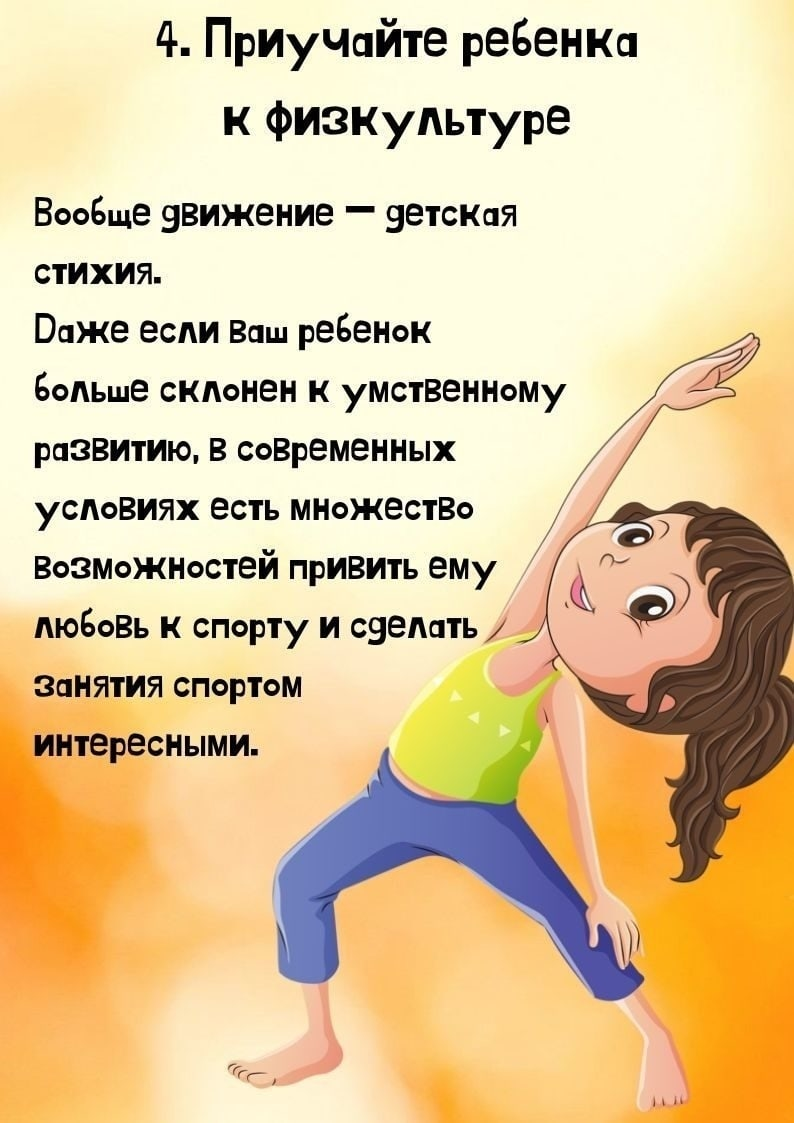 4. Приучайте ребенка
к физкультуре
Вообще движение — детская
стихия.
Даже если Ваш ребенок
больше склонен к умственному
развитию, в современных
условиях есть множество
возможностей привить ему
любовь к спорту и сделать
занятия спортом
интересными.